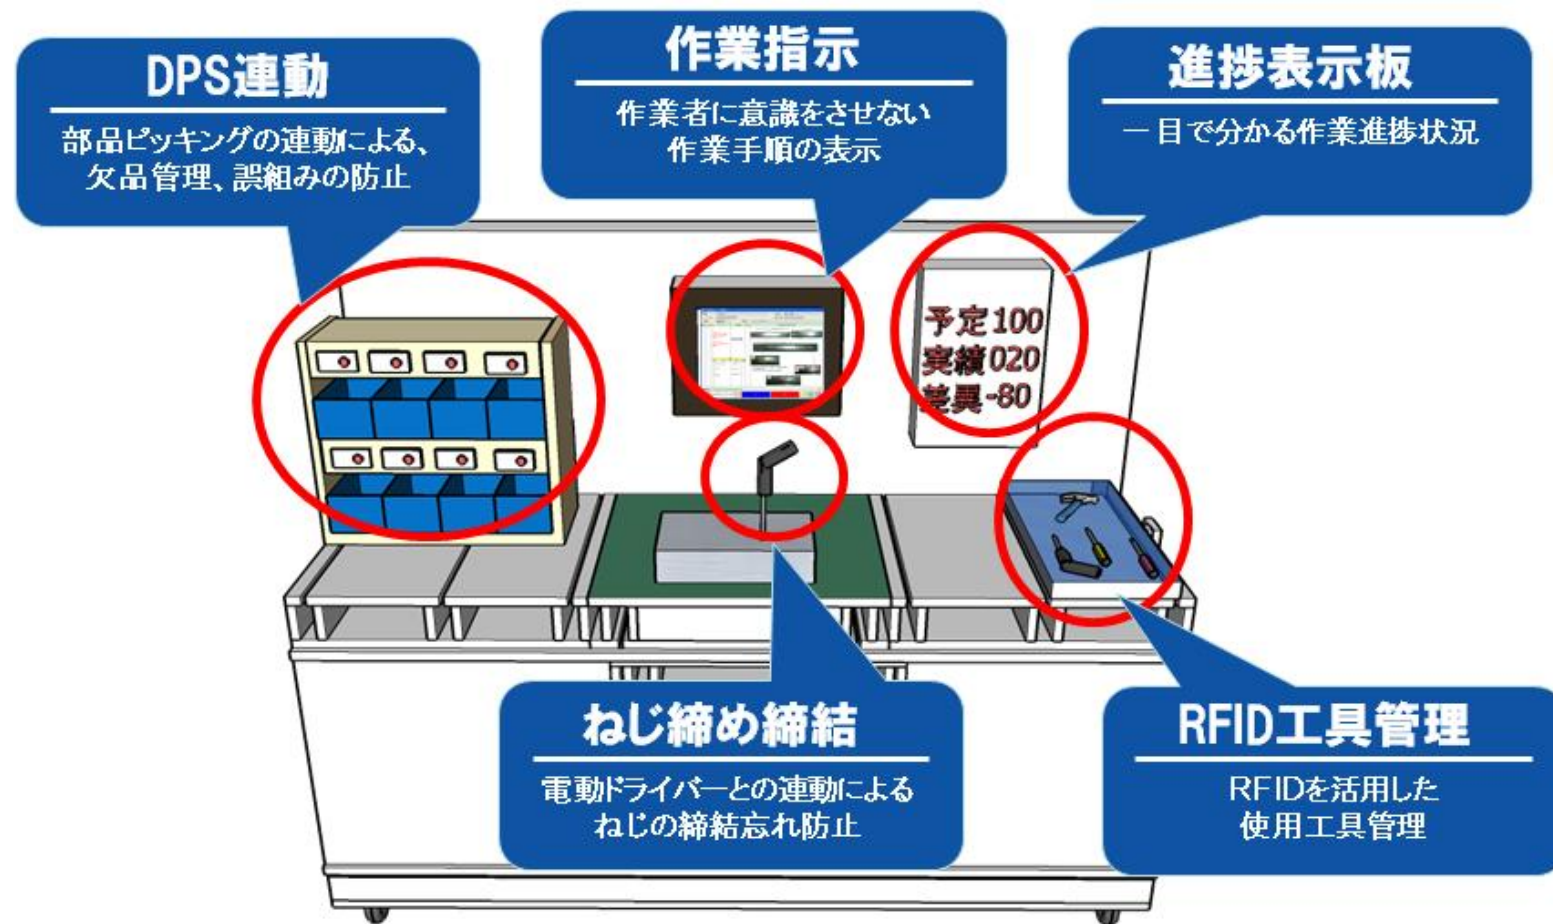 DPS連動
部品ピッキングの連動による、
欠品管理、誤組みの防止
作業指示
作業者に意識をさせない
作業手順の表示
進捗表示板
一目で分かる作業進捗状況
予定100
実績020
差異-80
ねじ締め締結
電動ドライバーとの連動による
ねじの締結忘れ防止
RFID工具管理
RFIDを活用した
使用工具管理